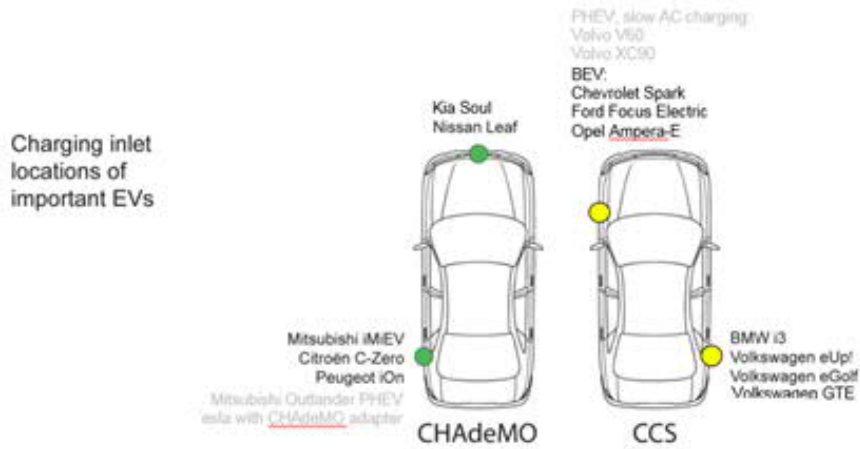 Charging inlet
locations of
important EVs
PHEV, slow AC charging:
Volvo V60
Volvo XC90
BEV:
Chevrolet Spark
Ford Focus Electric
Opel Ampera-E
Kia Soul
Nissan Leaf
Mitsubishi iMiEV
Citroën C-Zero
Peugeot iOn
Mitsubishi Outlander PHEV
esla with CHAdeMO adapter
BMW i3
Volkswagen eUp!
Volkswagen eGolf
Volkswagen GTE
CHAdeMO
CCS